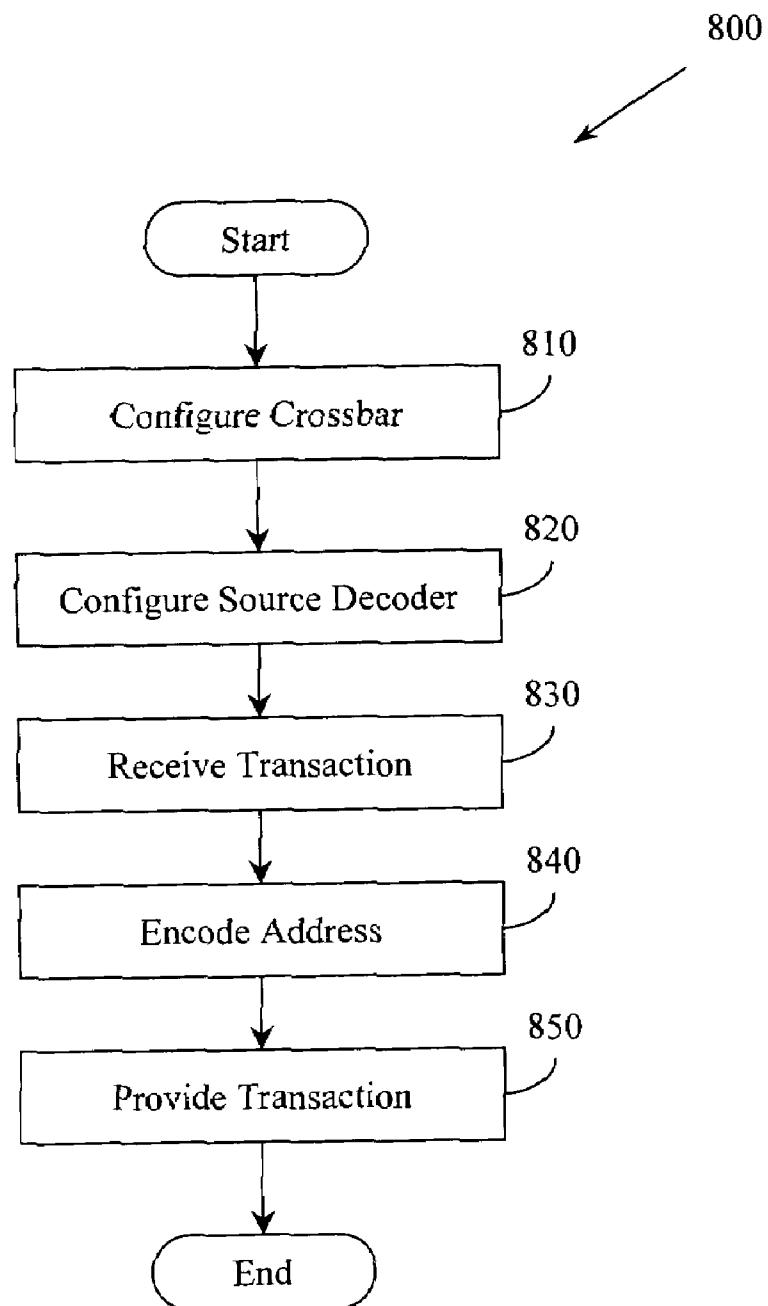 800
Start
810
Configure Crossbar
820
Configure Source Decoder
830
Receive Transaction
840
Encode Address
850
Provide Transaction
End